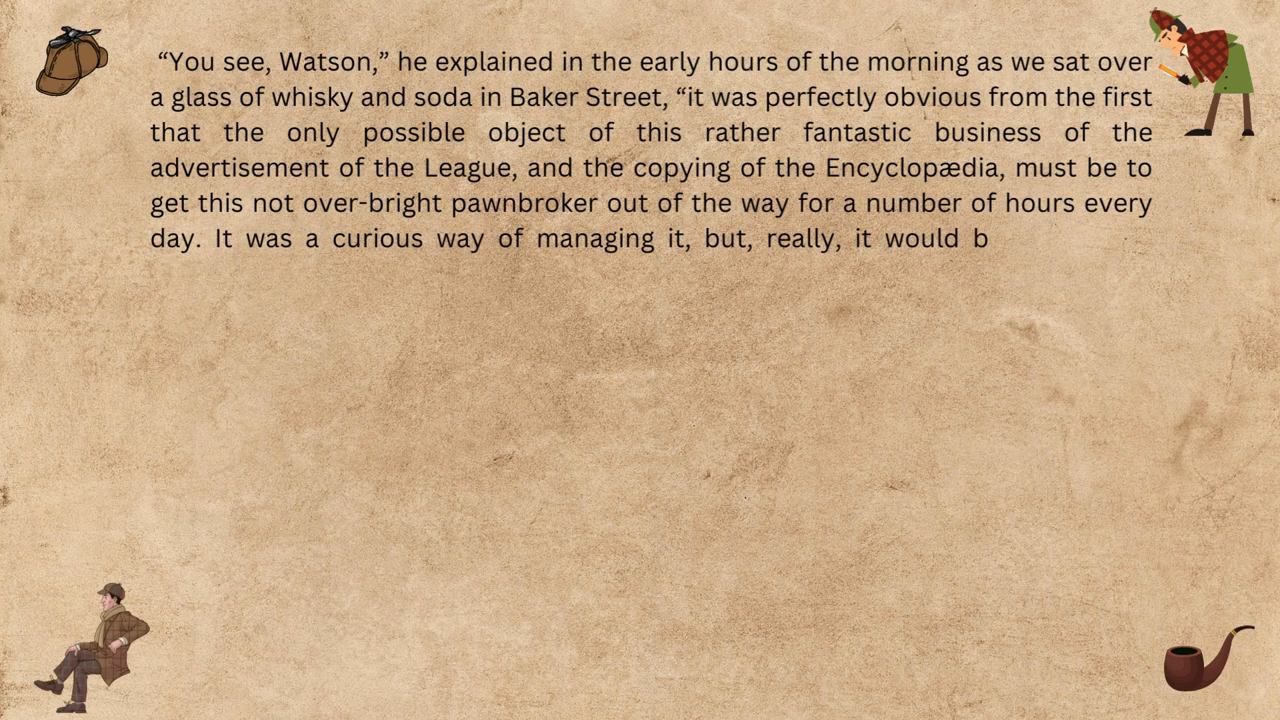 “You see, Watson,” he explained in the early hours of the morning as we sat over
a glass of whisky and soda in Baker Street, “it was perfectly obvious from the first
that the only possible object of this rather fantastic business of the
advertisement of the League, and the copying of the Encyclopædia, must be to
get this not over-bright pawnbroker out of the way for a number of hours every
day. It was a curious way of managing it, but, really, it would b